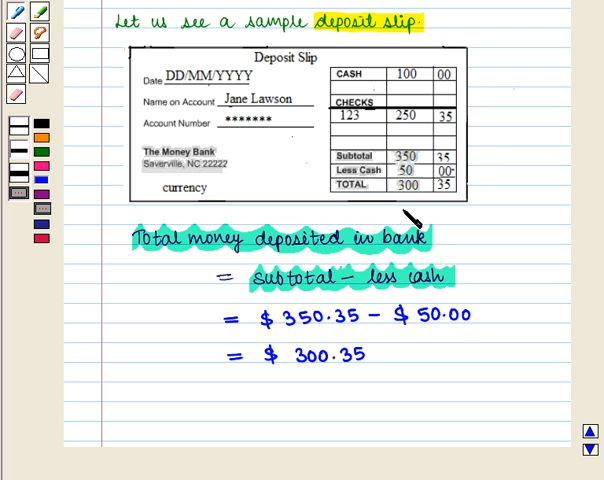 Let us see a sample deposit slip.
Deposit Slip
Date DD/MM/YYYY
Name on Account Jane Lawson
Account Number *******
The Money Bank
Saverville, NC 22222
currency
CASH 100 00
CHECKS
123 250 35
Subtotal 350 35
Less Cash 50 00
TOTAL 300 35
Total money deposited in bank
= subtotal - less cash
= $ 350.35 - $ 50.00
= $ 300.35